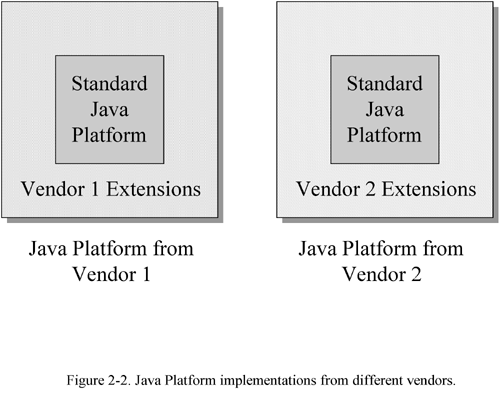 Standard
Java
Platform
Vendor 1 Extensions
Java Platform from
Vendor 1
Standard
Java
Platform
Vendor 2 Extensions
Java Platform from
Vendor 2
Figure 2-2. Java Platform implementations from different vendors.